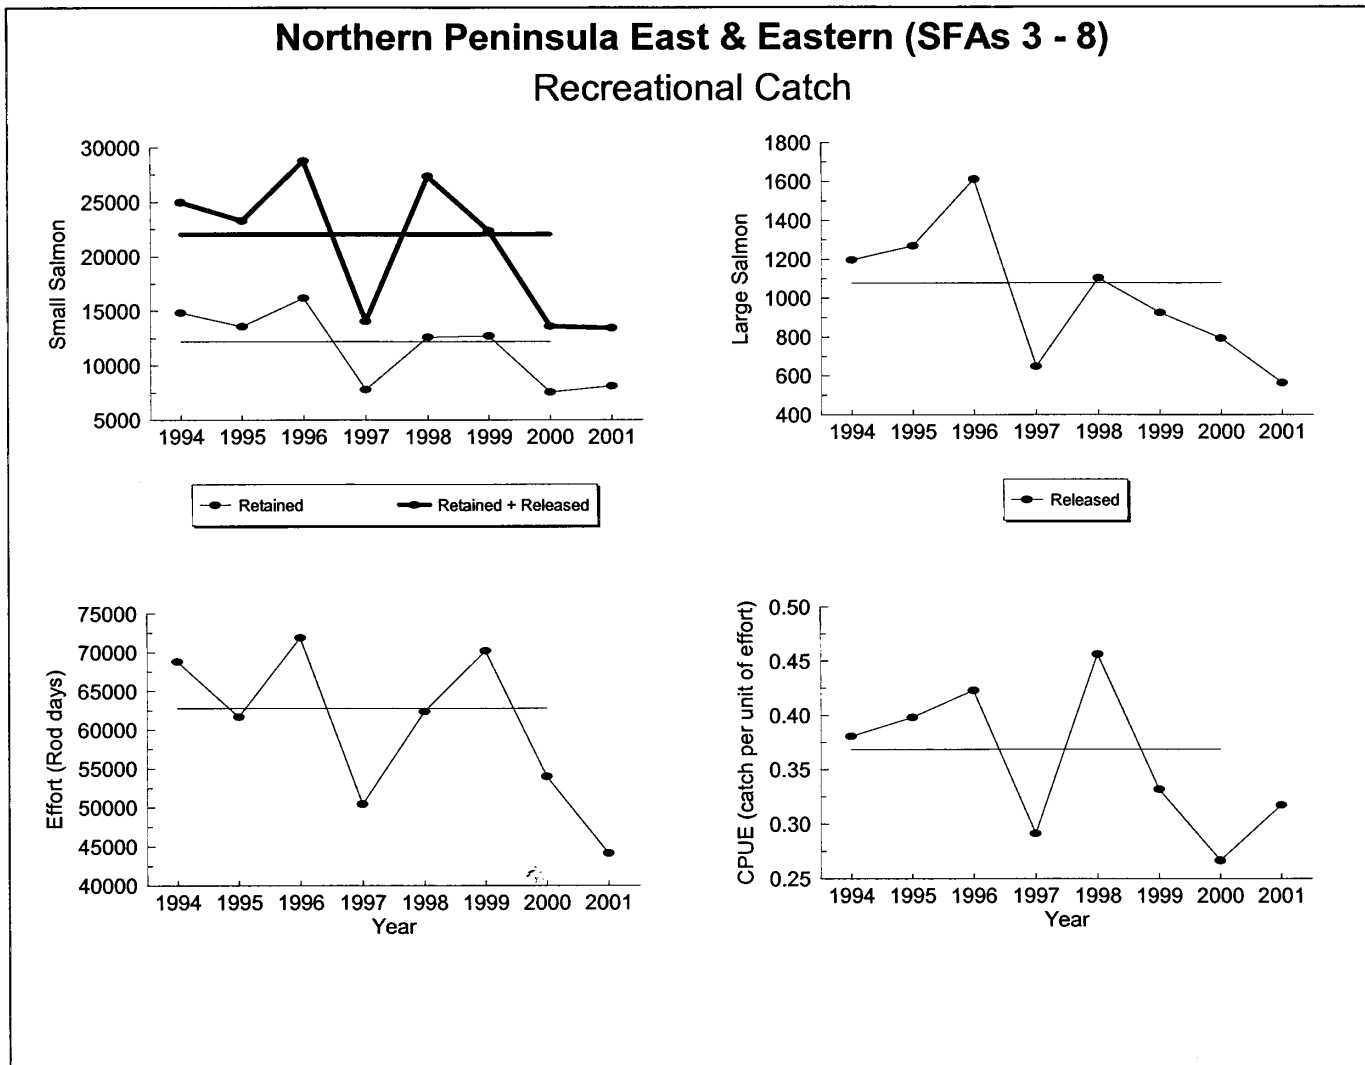 Northern Peninsula East & Eastern (SFAs 3 - 8)
Recreational Catch
Small Salmon
30000
25000
20000
15000
10000
5000
1994 1995 1996 1997 1998 1999 2000 2001
Retained
Retained + Released
Large Salmon
1800
1600
1400
1200
1000
800
600
400
1994 1995 1996 1997 1998 1999 2000 2001
Released
Effort (Rod days)
75000
70000
65000
60000
55000
50000
45000
40000
1994 1995 1996 1997 1998 1999 2000 2001
Year
CPUE (catch per unit of effort)
0.50
0.45
0.40
0.35
0.30
0.25
1994 1995 1996 1997 1998 1999 2000 2001
Year